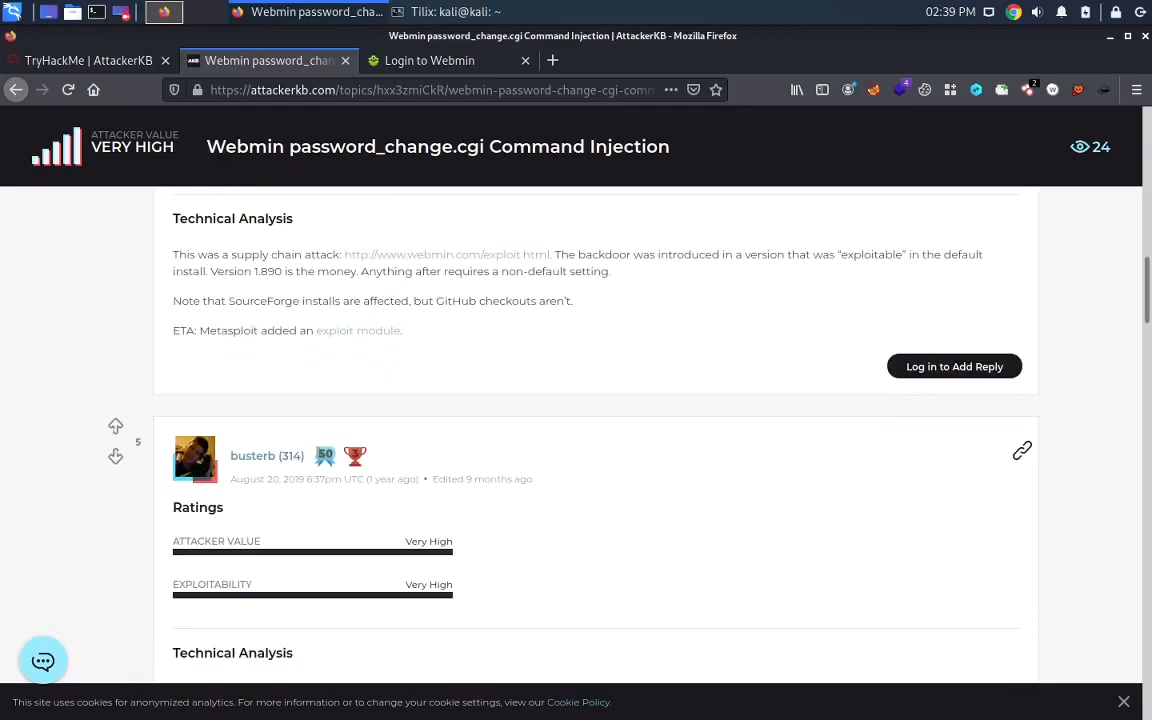 Webmin password_cha...
Tilix: kali@kali: ~
02:39 PM
Webmin password_change.cgi Command Injection | AttackerKB - Mozilla Firefox
TryHackMe | AttackerKB
AKB
Webmin password_chan
Login to Webmin
https://attackerkb.com/topics/hxx3zmiCkR/webmin-password-change-cgi-comm
4
2
ATTACKER VALUE
VERY HIGH
Webmin password_change.cgi Command Injection
24
Technical Analysis
This was a supply chain attack: http://www.webmin.com/exploit.html. The backdoor was introduced in a version that was “exploitable” in the default
install. Version 1.890 is the money. Anything after requires a non-default setting.
Note that SourceForge installs are affected, but GitHub checkouts aren’t.
ETA: Metasploit added an exploit module.
Log in to Add Reply
5
busterb (314)
50
3
August 20, 2019 6:37pm UTC (1 year ago) • Edited 9 months ago
Ratings
ATTACKER VALUE
Very High
EXPLOITABILITY
Very High
Technical Analysis
This site uses cookies for anonymized analytics. For more information or to change your cookie settings, view our Cookie Policy.